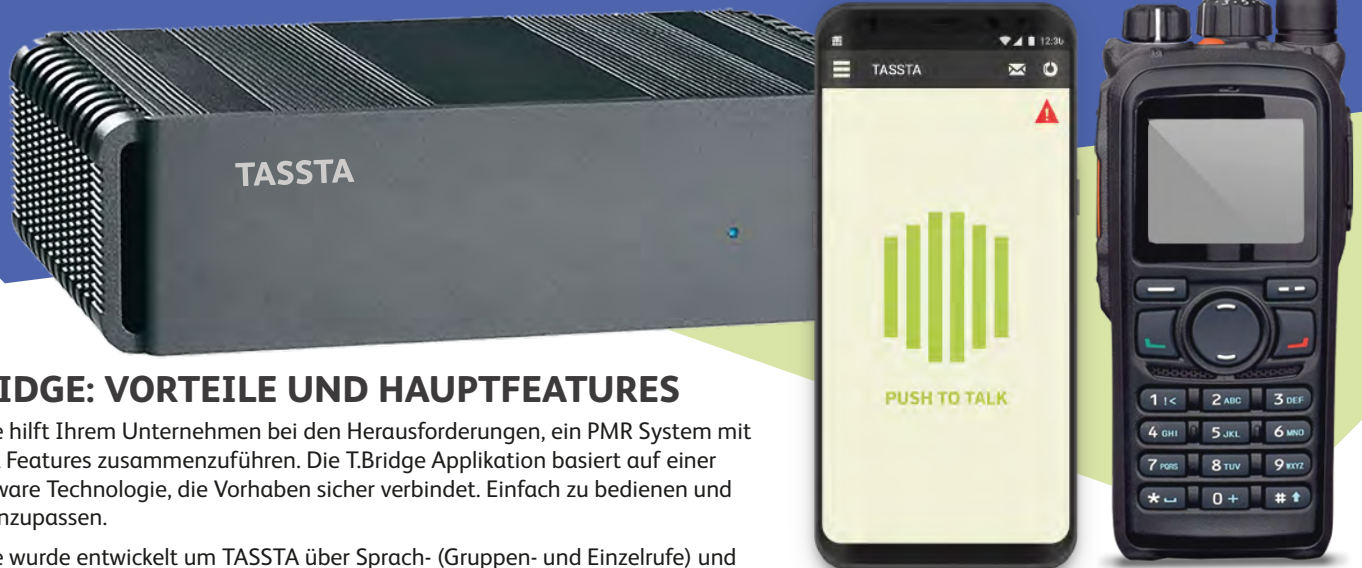 TASSTA
12:30
TASSTA
PUSH TO TALK
1
2 ABC
3 DEF
4 GHI
5 JKL
6 MNO
7 PQRS
8 TUV
9 WXYZ
*
0 +
#
IDGE: VORTEILE UND HAUPTFEATURES
e hilft Ihrem Unternehmen bei den Herausforderungen, ein PMR System mit
Features zusammenzuführen. Die T.Bridge Applikation basiert auf einer
ware Technologie, die Vorhaben sicher verbindet. Einfach zu bedienen und
nzupassen.
e wurde entwickelt um TASSTA über Sprach- (Gruppen- und Einzelrufe) und